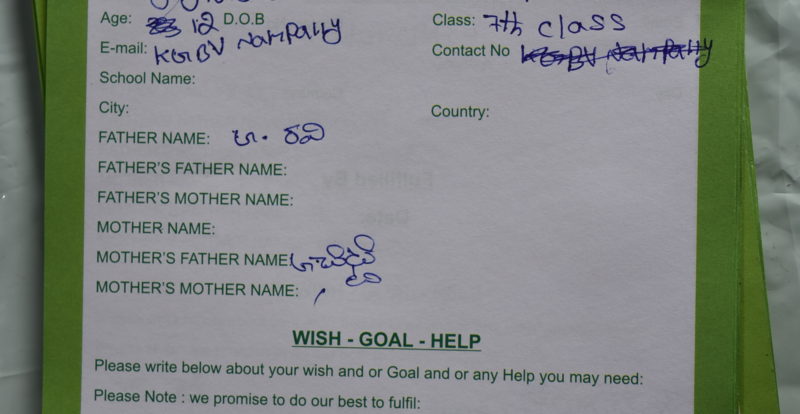 Age: 12 D.O.B Class: 7th class
E-mail: KGBV Nampally Contact No KGBV Nampally
School Name:
City: Country:
FATHER NAME: రవి
FATHER'S FATHER NAME:
FATHER'S MOTHER NAME:
MOTHER NAME:
MOTHER'S FATHER NAME:
MOTHER'S MOTHER NAME:
WISH - GOAL - HELP
Please write below about your wish and or Goal and or any Help you may need:
Please Note : we promise to do our best to fulfil: